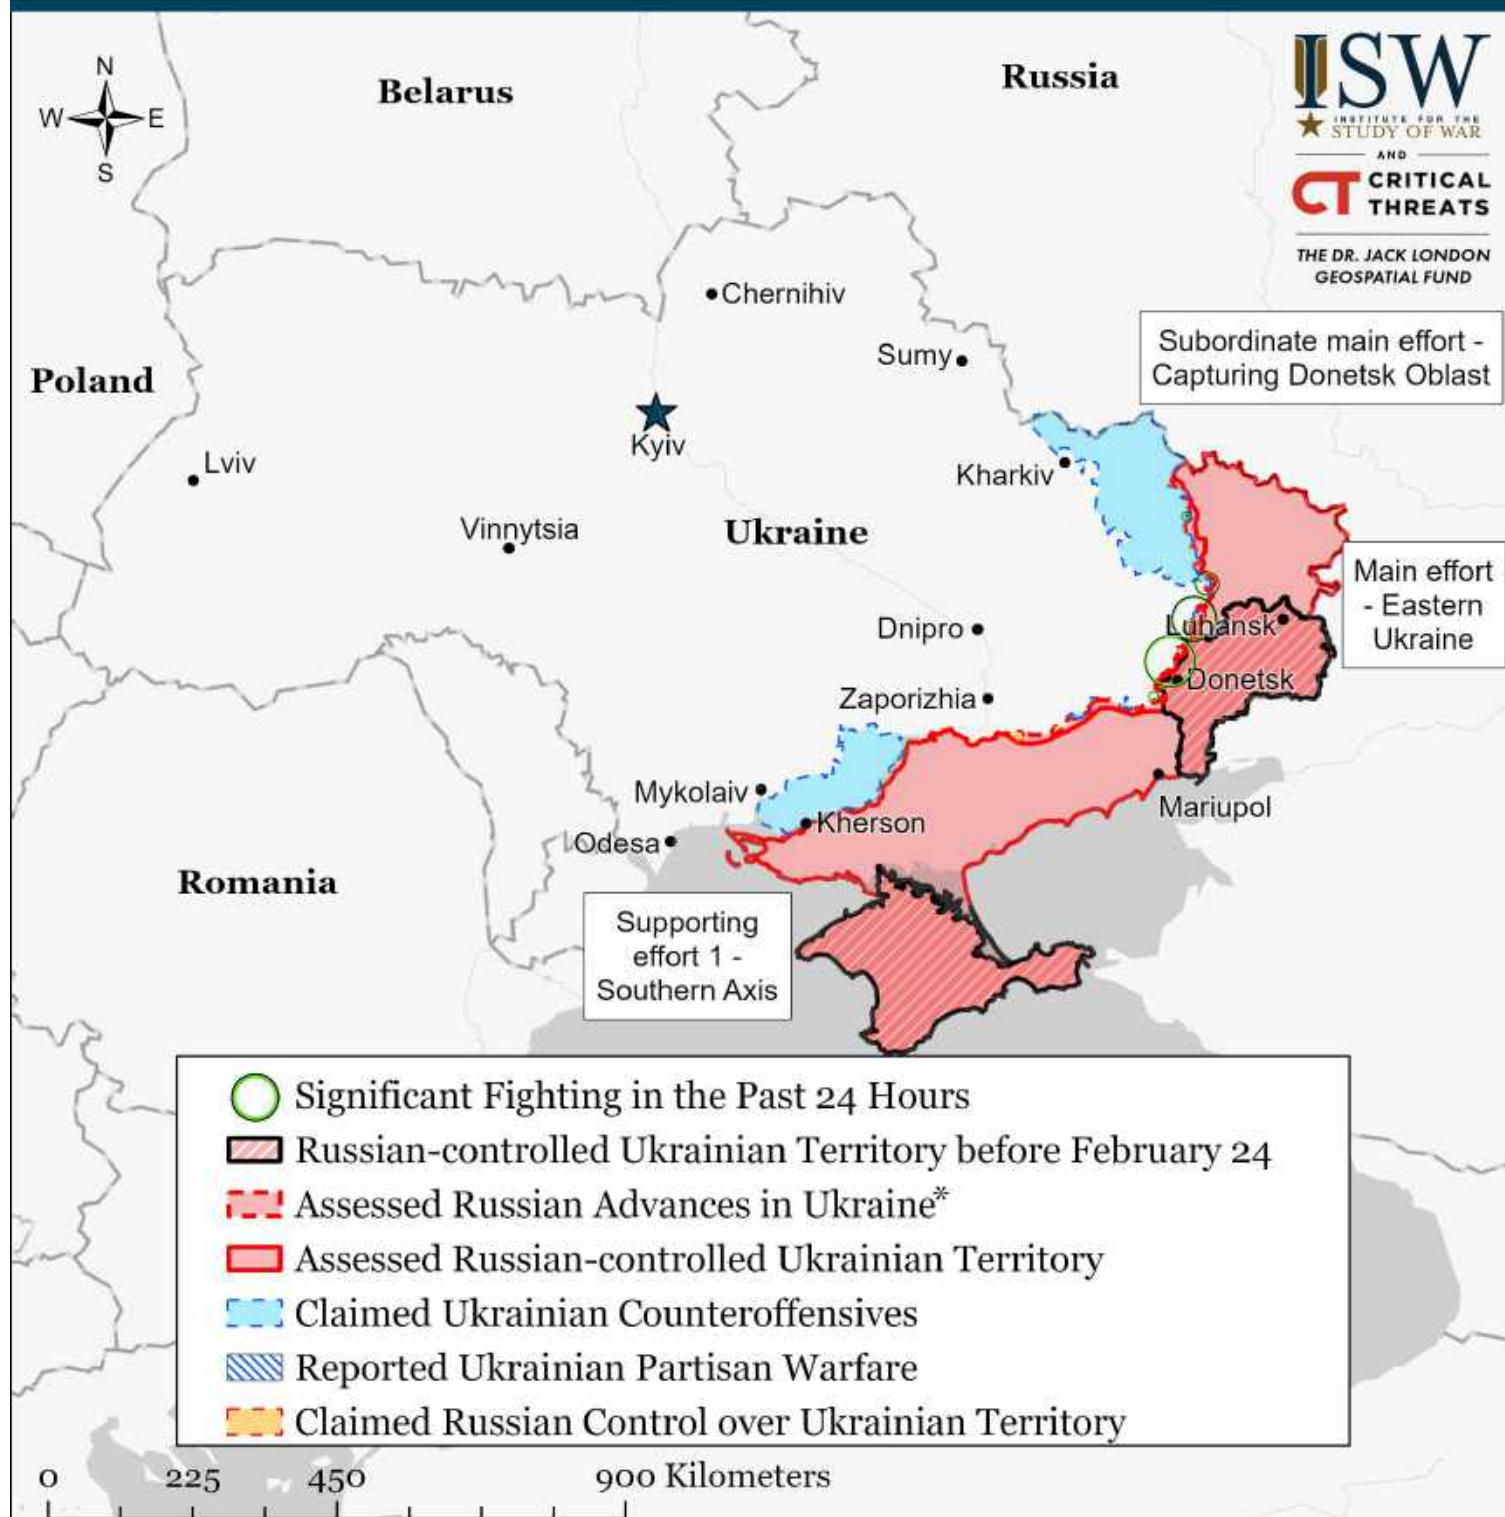 N
W
E
S
Belarus
Russia
ISW
INSTITUTE FOR THE
STUDY OF WAR
AND
CT CRITICAL
THREATS
THE DR. JACK LONDON
GEOSPATIAL FUND
Chernihiv
Subordinate main effort -
Capturing Donetsk Oblast
Sumy
Poland
Kyiv
Lviv
Kharkiv
Vinnytsia
Ukraine
Main effort
- Eastern
Ukraine
Dnipro
Luhansk
Donetsk
Zaporizhia
Mykolaiv
Mariupol
Kherson
Odesa
Romania
Supporting
effort 1 -
Southern Axis
Significant Fighting in the Past 24 Hours
Russian-controlled Ukrainian Territory before February 24
Assessed Russian Advances in Ukraine*
Assessed Russian-controlled Ukrainian Territory
Claimed Ukrainian Counteroffensives
Reported Ukrainian Partisan Warfare
Claimed Russian Control over Ukrainian Territory
0 225 450 900 Kilometers